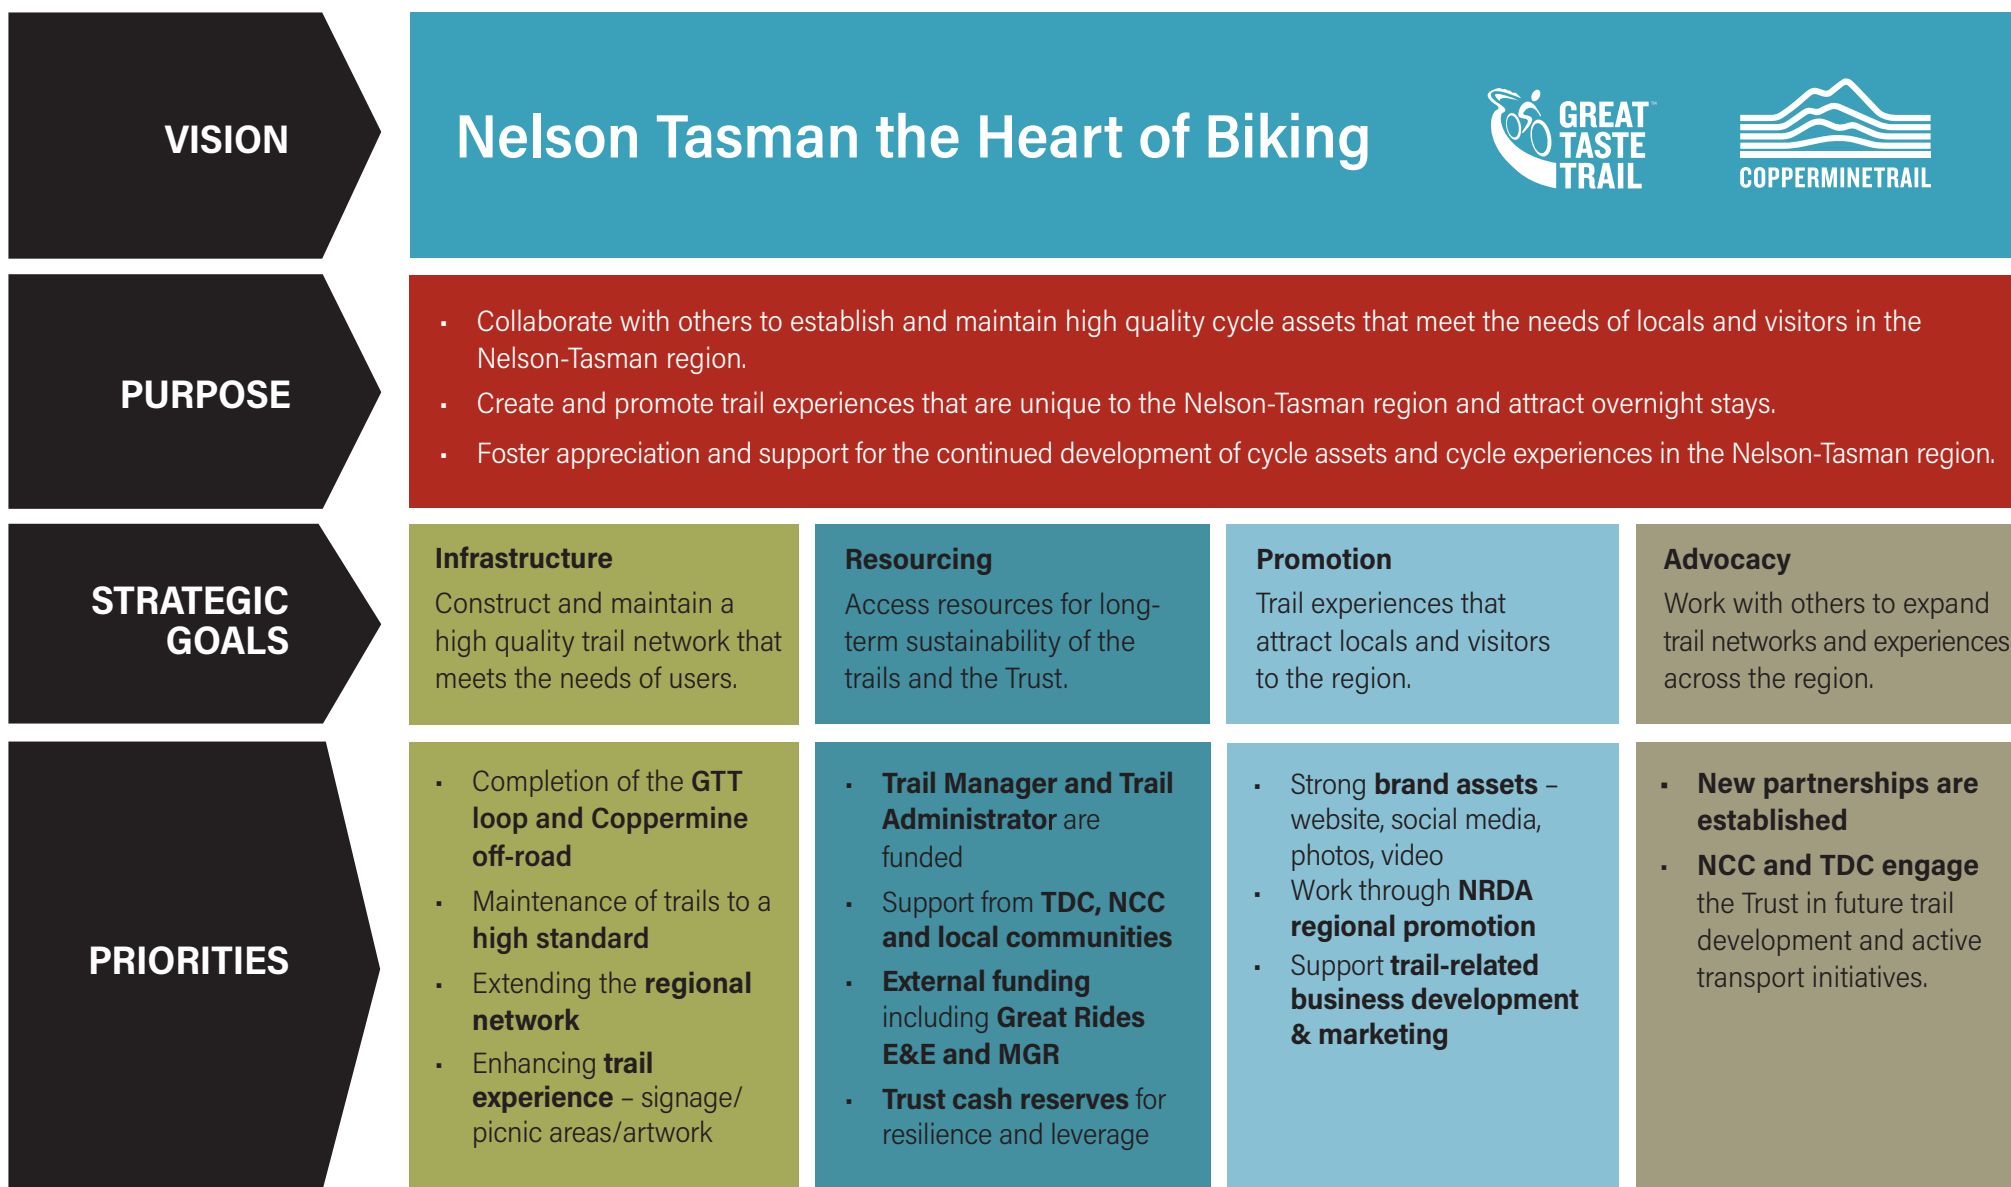 VISION
Nelson Tasman the Heart of Biking
GREAT™
TASTE
TRAIL
COPPERMINETRAIL
PURPOSE
▪ Collaborate with others to establish and maintain high quality cycle assets that meet the needs of locals and visitors in the
Nelson-Tasman region.
▪ Create and promote trail experiences that are unique to the Nelson-Tasman region and attract overnight stays.
▪ Foster appreciation and support for the continued development of cycle assets and cycle experiences in the Nelson-Tasman region.
STRATEGIC
GOALS
Infrastructure
Construct and maintain a
high quality trail network that
meets the needs of users.
Resourcing
Access resources for long-
term sustainability of the
trails and the Trust.
Promotion
Trail experiences that
attract locals and visitors
to the region.
Advocacy
Work with others to expand
trail networks and experiences
across the region.
PRIORITIES
▪ Completion of the GTT
loop and Coppermine
off-road
▪ Maintenance of trails to a
high standard
▪ Extending the regional
network
▪ Enhancing trail
experience – signage/
picnic areas/artwork
▪ Trail Manager and Trail
Administrator are
funded
▪ Support from TDC, NCC
and local communities
▪ External funding
including Great Rides
E&E and MGR
▪ Trust cash reserves for
resilience and leverage
▪ Strong brand assets –
website, social media,
photos, video
▪ Work through NRDA
regional promotion
▪ Support trail-related
business development
& marketing
▪ New partnerships are
established
▪ NCC and TDC engage
the Trust in future trail
development and active
transport initiatives.